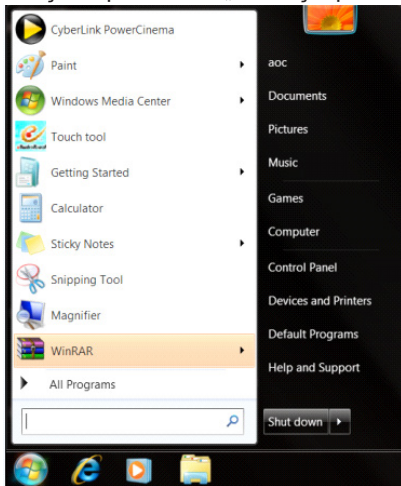 CyberLink PowerCinema
Paint
Windows Media Center
Touch tool
Getting Started
Calculator
Sticky Notes
Snipping Tool
Magnifier
WinRAR
All Programs
aoc
Documents
Pictures
Music
Games
Computer
Control Panel
Devices and Printers
Default Programs
Help and Support
Shut down